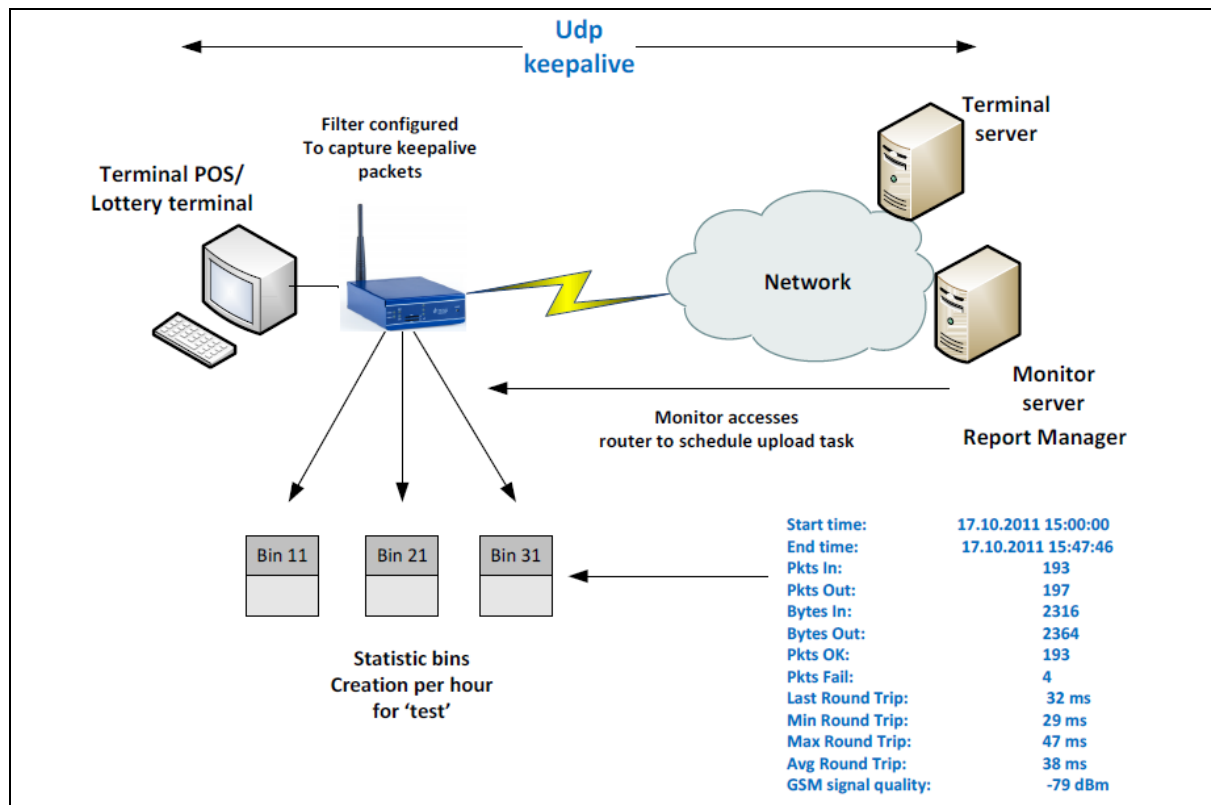 Udp
keepalive
Terminal
server
Filter configured
To capture keepalive
packets
Terminal POS/
Lottery terminal
Network
Monitor
server
Report Manager
Monitor accesses
router to schedule upload task
Bin 11
Bin 21
Bin 31
Statistic bins
Creation per hour
for ‘test’
Start time: 17.10.2011 15:00:00
End time: 17.10.2011 15:47:46
Pkts In: 193
Pkts Out: 197
Bytes In: 2316
Bytes Out: 2364
Pkts OK: 193
Pkts Fail: 4
Last Round Trip: 32 ms
Min Round Trip: 29 ms
Max Round Trip: 47 ms
Avg Round Trip: 38 ms
GSM signal quality: -79 dBm